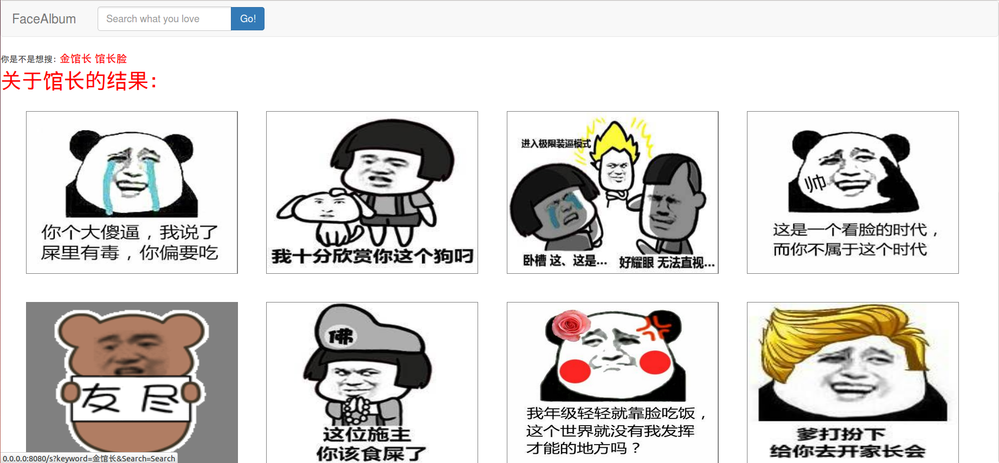 FaceAlbum
Search what you love
Go!
你是不是想搜: 金馆长 馆长脸
关于馆长的结果:
你个大傻逼，我说了
屎里有毒，你偏要吃
我十分欣赏你这个狗叼
进入极限装逼模式
卧槽 这、这是...
好耀眼 无法直视...
帅
这是一个看脸的时代，
而你不属于这个时代
友 尽
佛
这位施主
你该食屎了
我年级轻轻就靠脸吃饭，
这个世界就没有我发挥
才能的地方吗？
爹打扮下
给你去开家长会
0.0.0.0:8080/s?keyword=金馆长&Search=Search